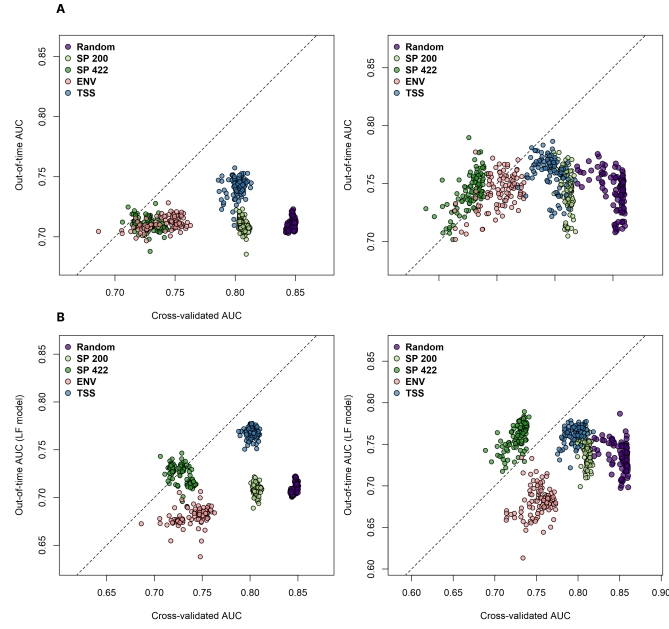 A
Out-of-time AUC
0.85
0.80
0.75
0.70
Random
SP 200
SP 422
ENV
TSS
0.70
0.75
0.80
0.85
Cross-validated AUC
Out-of-time AUC
0.85
0.80
0.75
0.70
Random
SP 200
SP 422
ENV
TSS
B
Out-of-time AUC (LF model)
0.85
0.80
0.75
0.70
0.65
Random
SP 200
SP 422
ENV
TSS
0.65
0.70
0.75
0.80
0.85
Cross-validated AUC
Out-of-time AUC (LF model)
0.85
0.80
0.75
0.70
0.65
0.60
Random
SP 200
SP 422
ENV
TSS
0.60
0.65
0.70
0.75
0.80
0.85
0.90
Cross-validated AUC